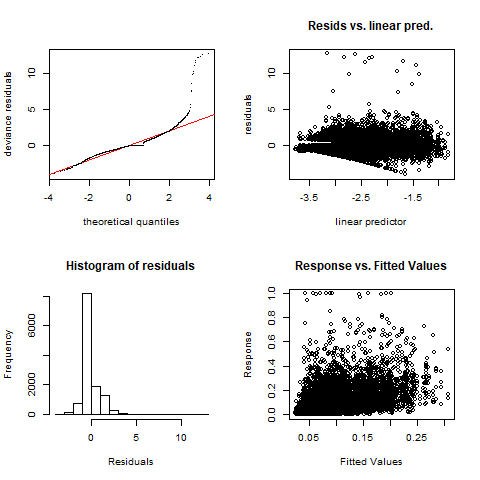 deviance residuals
0 5 10
-4 -2 0 2 4
theoretical quantiles
Resids vs. linear pred.
residuals
0 5 10
-3.5 -2.5 -1.5
linear predictor
Histogram of residuals
Frequency
0 2000 6000
0 5 10
Residuals
Response vs. Fitted Values
Response
0.0 0.2 0.4 0.6 0.8 1.0
0.05 0.15 0.25
Fitted Values